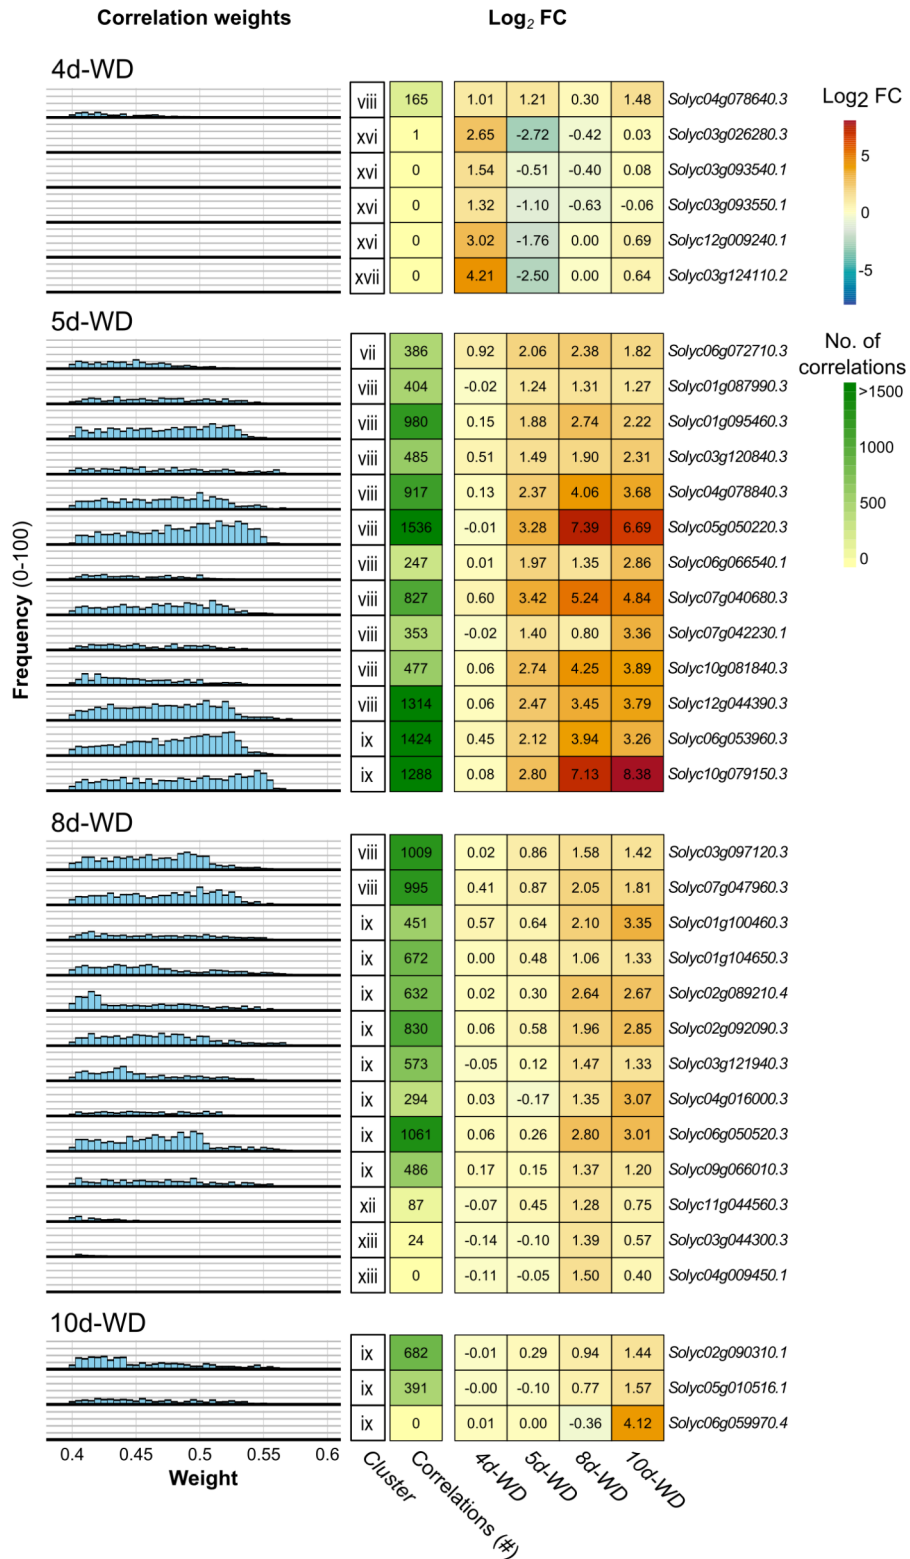 Correlation weights
Log2 FC
4d-WD
viii 165 1.01 1.21 0.30 1.48 Solyc04g078640.3
xvi 1 2.65 -2.72 -0.42 0.03 Solyc03g026280.3
xvi 0 1.54 -0.51 -0.40 0.08 Solyc03g093540.1
xvi 0 1.32 -1.10 -0.63 -0.06 Solyc03g093550.1
xvi 0 3.02 -1.76 0.00 0.69 Solyc12g009240.1
xvii 0 4.21 -2.50 0.00 0.64 Solyc03g124110.2
Log2 FC
5
0
-5
5d-WD
vii 386 0.92 2.06 2.38 1.82 Solyc06g072710.3
viii 404 -0.02 1.24 1.31 1.27 Solyc01g087990.3
viii 980 0.15 1.88 2.74 2.22 Solyc01g095460.3
viii 485 0.51 1.49 1.90 2.31 Solyc03g120840.3
viii 917 0.13 2.37 4.06 3.68 Solyc04g078840.3
viii 1536 -0.01 3.28 7.39 6.69 Solyc05g050220.3
viii 247 0.01 1.97 1.35 2.86 Solyc06g066540.1
viii 827 0.60 3.42 5.24 4.84 Solyc07g040680.3
viii 353 -0.02 1.40 0.80 3.36 Solyc07g042230.1
viii 477 0.06 2.74 4.25 3.89 Solyc10g081840.3
viii 1314 0.06 2.47 3.45 3.79 Solyc12g044390.3
ix 1424 0.45 2.12 3.94 3.26 Solyc06g053960.3
ix 1288 0.08 2.80 7.13 8.38 Solyc10g079150.3
No. of
correlations
>1500
1000
500
0
Frequency (0-100)
8d-WD
viii 1009 0.02 0.86 1.58 1.42 Solyc03g097120.3
viii 995 0.41 0.87 2.05 1.81 Solyc07g047960.3
ix 451 0.57 0.64 2.10 3.35 Solyc01g100460.3
ix 672 0.00 0.48 1.06 1.33 Solyc01g104650.3
ix 632 0.02 0.30 2.64 2.67 Solyc02g089210.4
ix 830 0.06 0.58 1.96 2.85 Solyc02g092090.3
ix 573 -0.05 0.12 1.47 1.33 Solyc03g121940.3
ix 294 0.03 -0.17 1.35 3.07 Solyc04g016000.3
ix 1061 0.06 0.26 2.80 3.01 Solyc06g050520.3
ix 486 0.17 0.15 1.37 1.20 Solyc09g066010.3
xii 87 -0.07 0.45 1.28 0.75 Solyc11g044560.3
xiii 24 -0.14 -0.10 1.39 0.57 Solyc03g044300.3
xiii 0 -0.11 -0.05 1.50 0.40 Solyc04g009450.1
10d-WD
ix 682 -0.01 0.29 0.94 1.44 Solyc02g090310.1
ix 391 -0.00 -0.10 0.77 1.57 Solyc05g010516.1
ix 0 0.01 0.00 -0.36 4.12 Solyc06g059970.4
0.4 0.45 0.5 0.55 0.6
Weight
Cluster
Correlations (#)
4d-WD
5d-WD
8d-WD
10d-WD